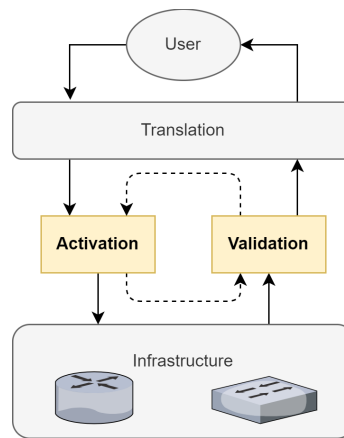 User
Translation
Activation
Validation
Infrastructure